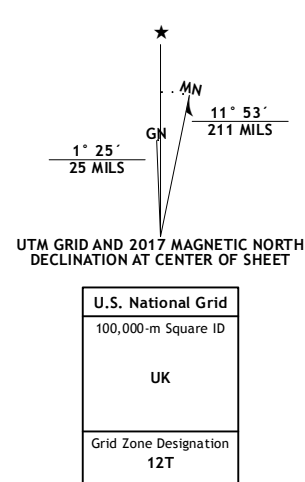 ★
MN
11° 53´
211 MILS
GN
1° 25´
25 MILS
UTM GRID AND 2017 MAGNETIC NORTH
DECLINATION AT CENTER OF SHEET
U.S. National Grid
100,000-m Square ID
UK
Grid Zone Designation
12T